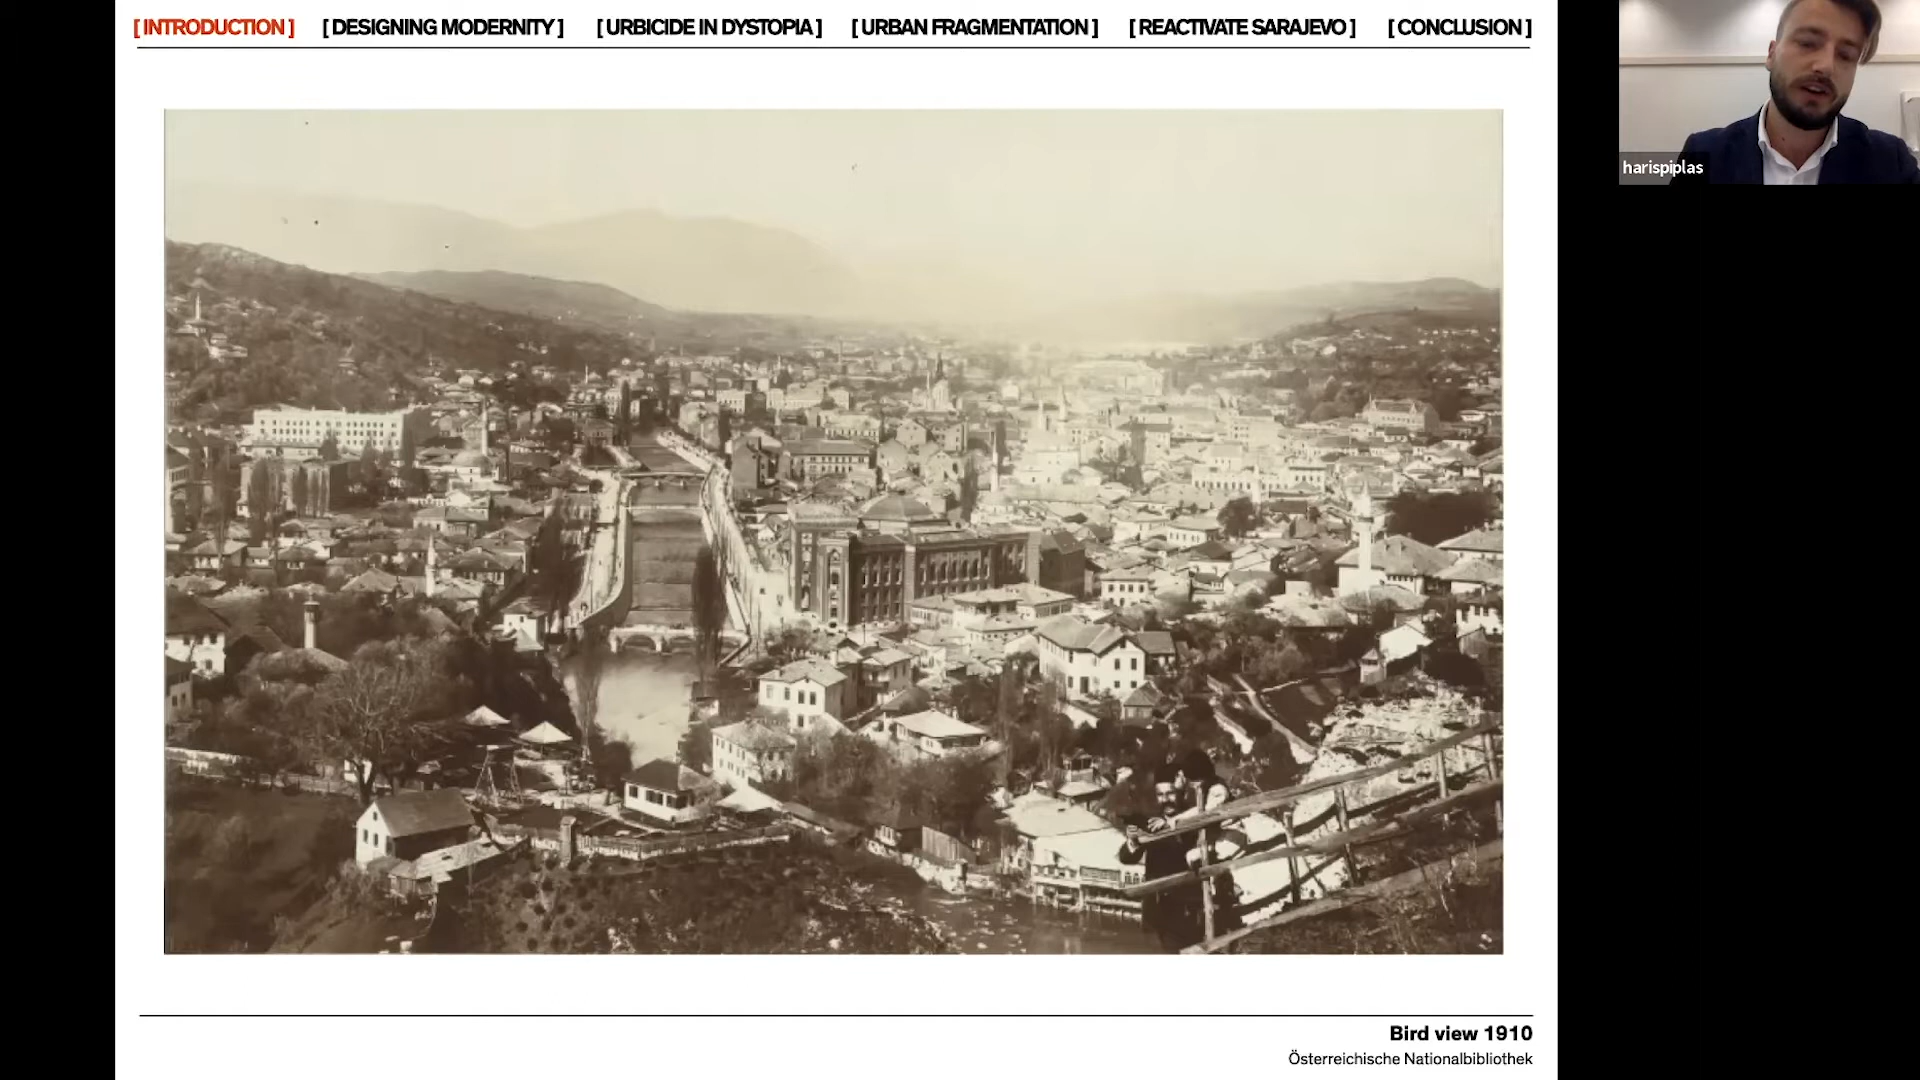 [ INTRODUCTION ] [ DESIGNING MODERNITY ] [ URBICIDE IN DYSTOPIA ] [ URBAN FRAGMENTATION ] [ REACTIVATE SARAJEVO ] [ CONCLUSION ]
harispiplas
Bird view 1910
Österreichische Nationalbibliothek